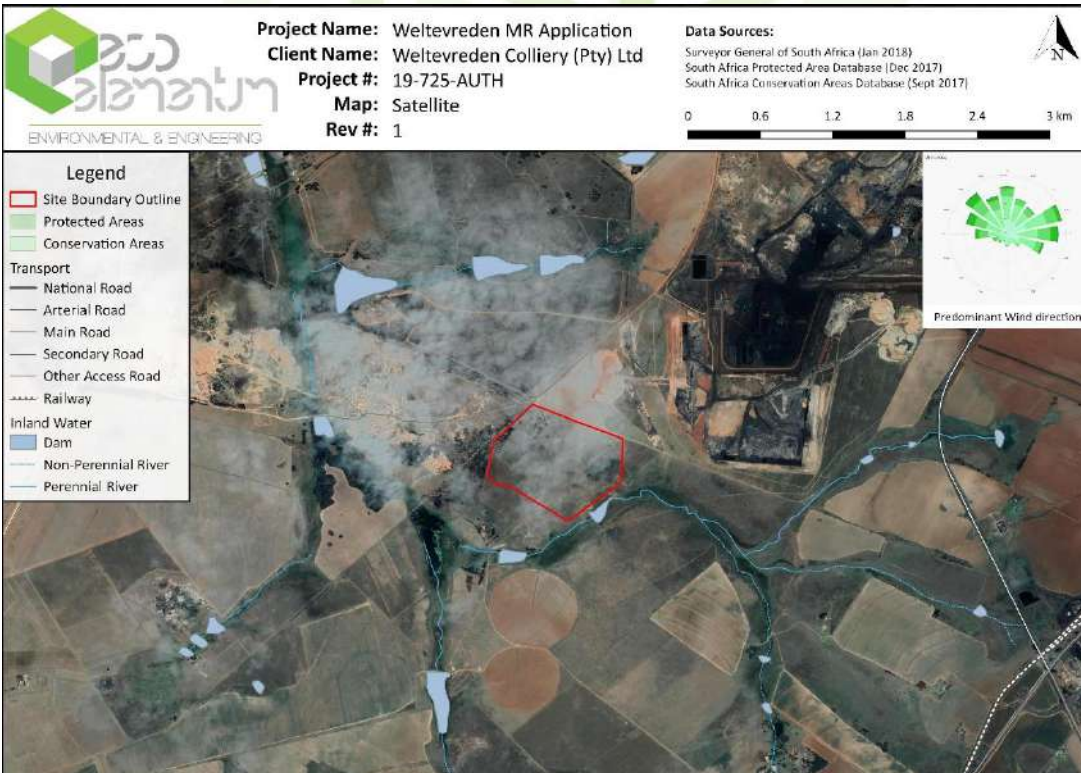 eco
elementum
ENVIRONMENTAL & ENGINEERING
Project Name: Weltevreden MR Application
Client Name: Weltevreden Colliery (Pty) Ltd
Project #: 19-725-AUTH
Map: Satellite
Rev #: 1
Data Sources:
Surveyor General of South Africa (Jan 2018)
South Africa Protected Area Database (Dec 2017)
South Africa Conservation Areas Database (Sept 2017)
N
0 0.6 1.2 1.8 2.4 3 km
Legend
Site Boundary Outline
Protected Areas
Conservation Areas
Transport
National Road
Arterial Road
Main Road
Secondary Road
Other Access Road
Railway
Inland Water
Dam
Non-Perennial River
Perennial River
Predominant Wind direction